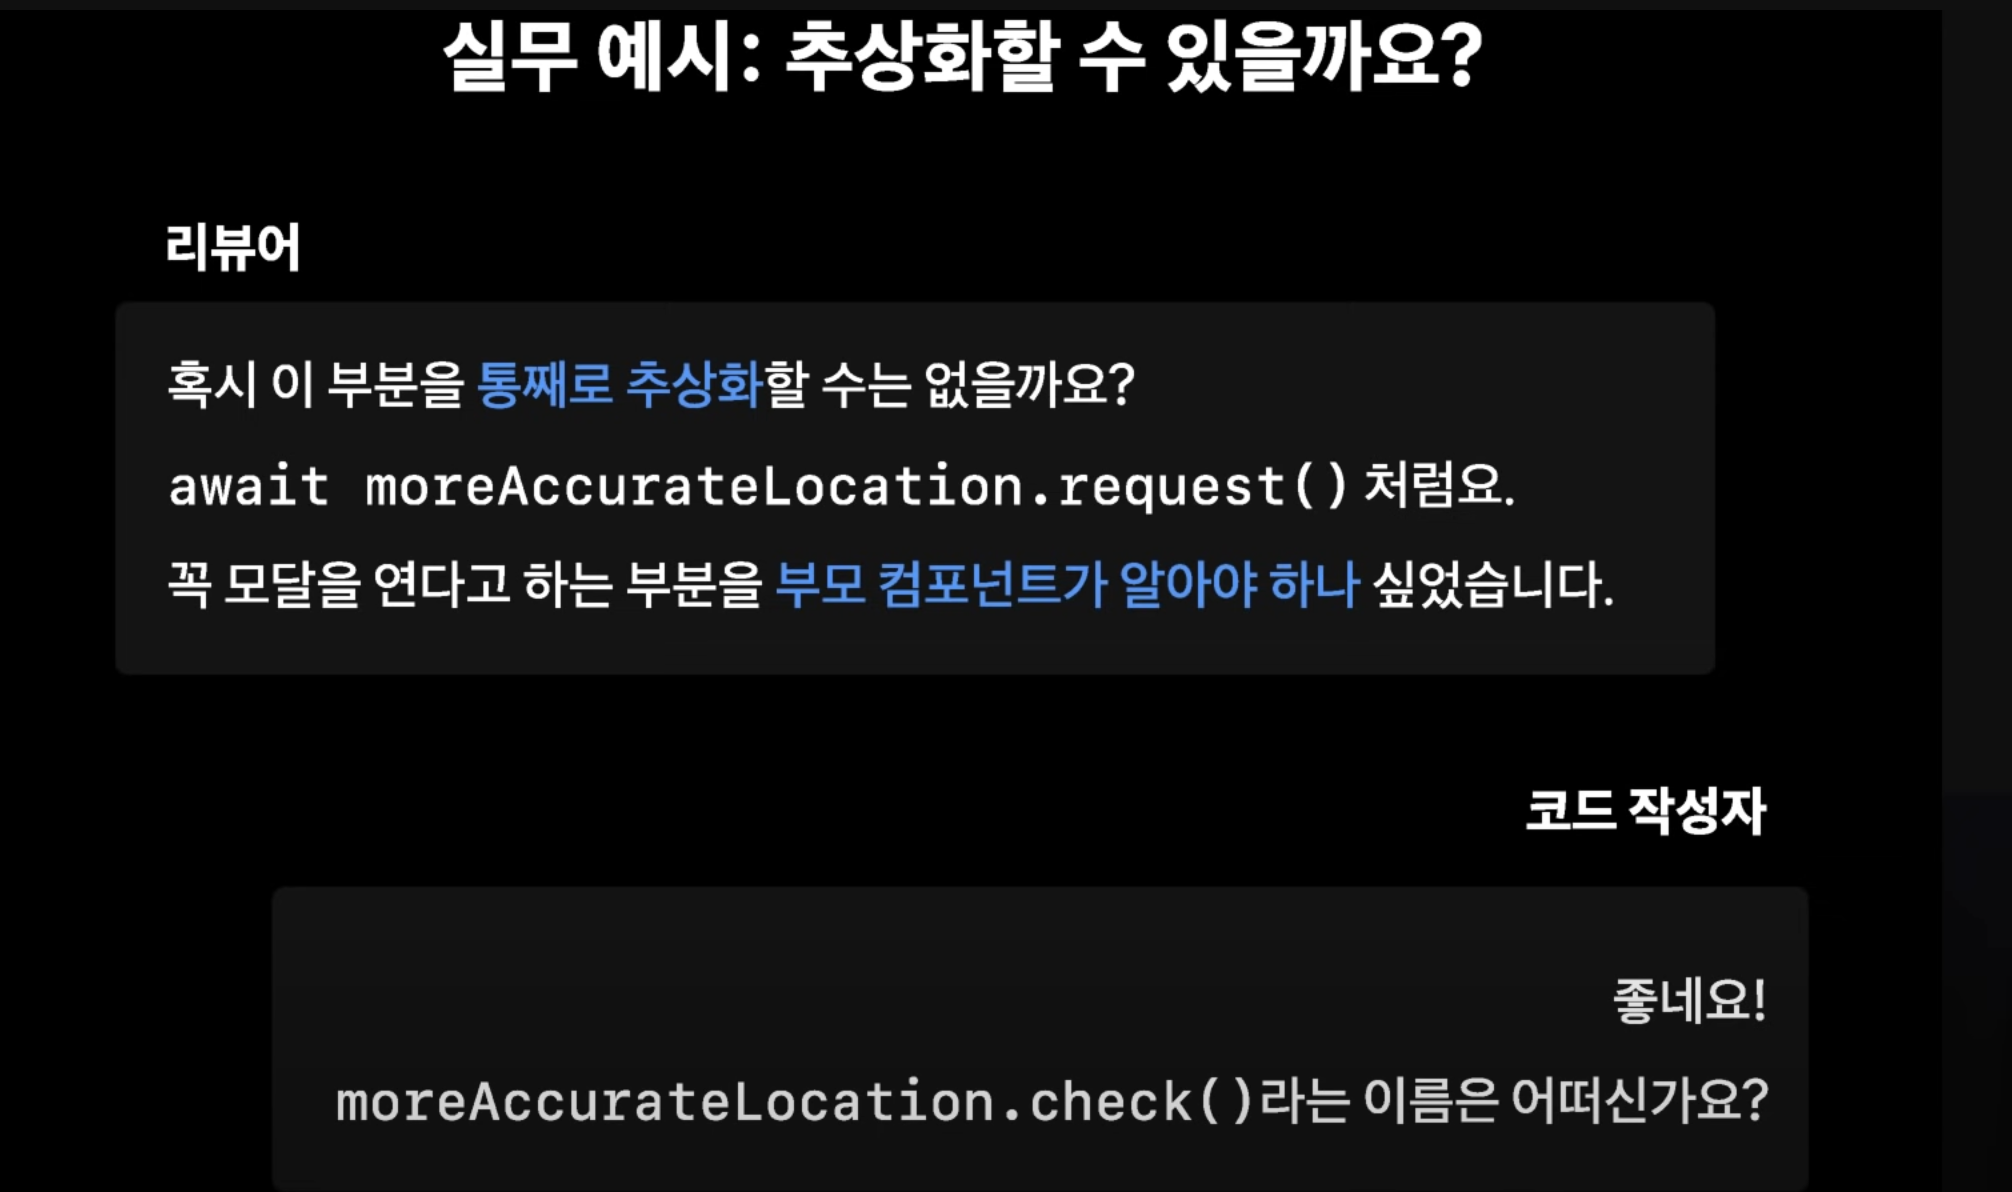 실무 예시: 추상화할 수 있을까요?
리뷰어
혹시 이 부분을 통째로 추상화할 수는 없을까요?
await moreAccurateLocation.request() 처럼요.
꼭 모달을 연다고 하는 부분을 부모 컴포넌트가 알아야 하나 싶었습니다.
코드 작성자
좋네요!
moreAccurateLocation.check()라는 이름은 어떠신가요?